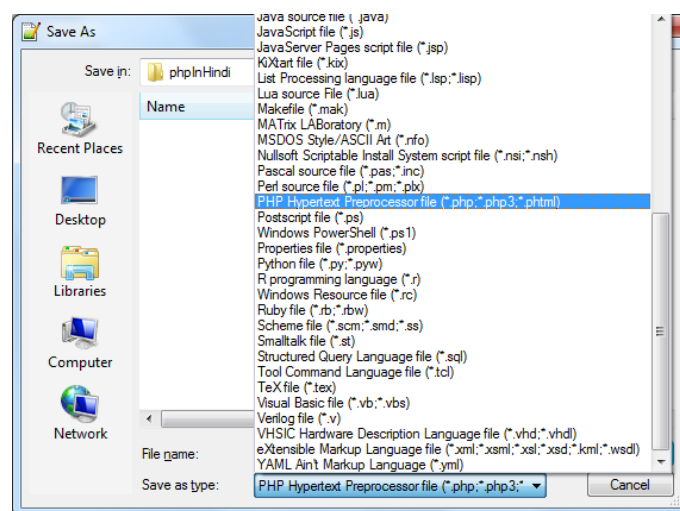 Save As
Save in:
phpInHindi
Name
Recent Places
Desktop
Libraries
Computer
Network
Java source file (*.java)
JavaScript file (*.js)
JavaServer Pages script file (*.jsp)
KiXtart file (*.kix)
List Processing language file (*.lsp;*.lisp)
Lua source File (*.lua)
Makefile (*.mak)
MATrix LABoratory (*.m)
MSDOS Style/ASCII Art (*.nfo)
Nullsoft Scriptable Install System script file (*.nsi;*.nsh)
Pascal source file (*.pas;*.inc)
Perl source file (*.pl;*.pm;*.plx)
PHP Hypertext Preprocessor file (*.php;*.php3;*.phtml)
Postscript file (*.ps)
Windows PowerShell (*.ps1)
Properties file (*.properties)
Python file (*.py;*.pyw)
R programming language (*.r)
Windows Resource file (*.rc)
Ruby file (*.rb;*.rbw)
Scheme file (*.scm;*.smd;*.ss)
Smalltalk file (*.st)
Structured Query Language file (*.sql)
Tool Command Language file (*.tcl)
TeX file (*.tex)
Visual Basic file (*.vb;*.vbs)
Verilog file (*.v)
VHSIC Hardware Description Language file (*.vhd;*.vhdl)
eXtensible Markup Language file (*.xml;*.xsml;*.xsl;*.xsd;*.kml;*.wsdl)
YAML Ain't Markup Language (*.yml)
File name:
Save as type:
PHP Hypertext Preprocessor file (*.php;*.php3;*
Cancel